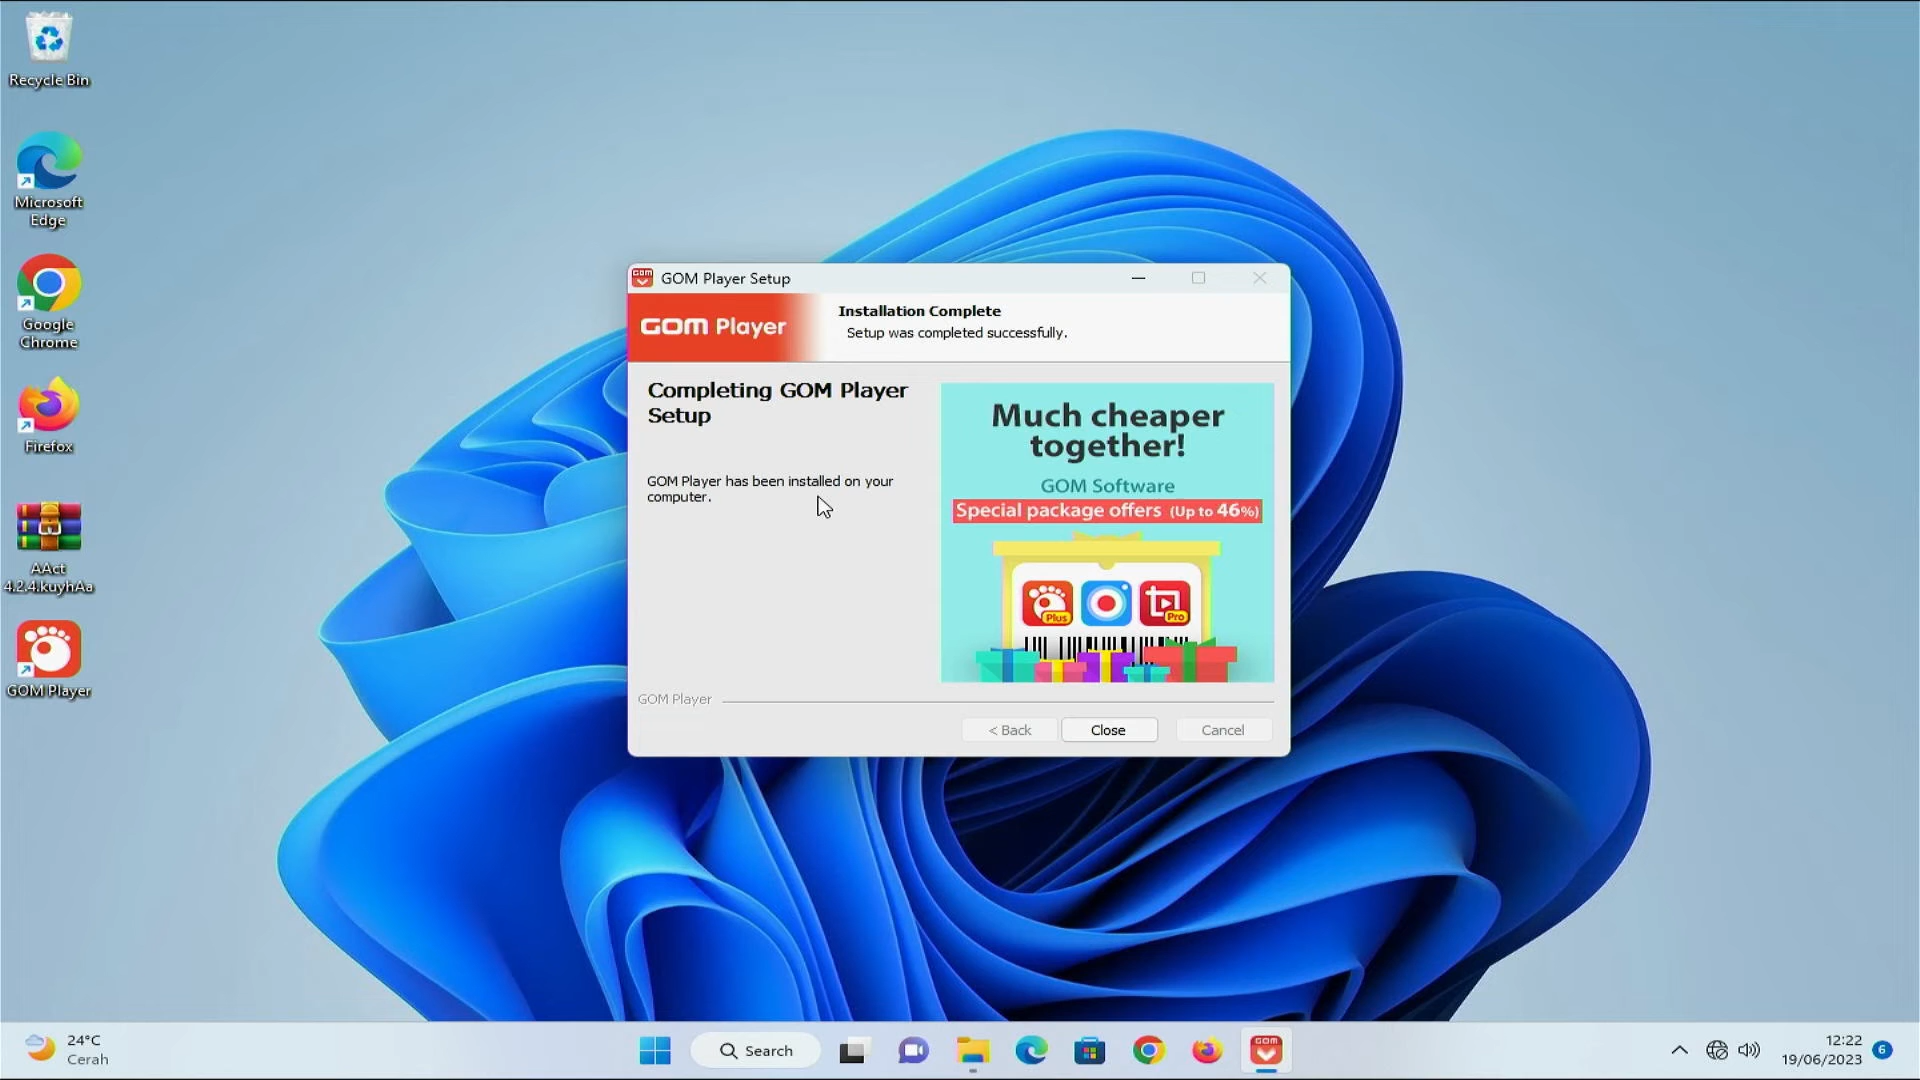 Recycle Bin
Microsoft
Edge
Google
Chrome
Firefox
AAct
4.2.4.kuyhAa
GOM Player
GOM Player Setup
GOM Player
Installation Complete
Setup was completed successfully.
Completing GOM Player
Setup
GOM Player has been installed on your
computer.
Much cheaper
together!
GOM Software
Special package offers (Up to 46%)
Plus
Pro
GOM Player
< Back
Close
Cancel
24°C
Cerah
Search
GOM
12:22
19/06/2023
6